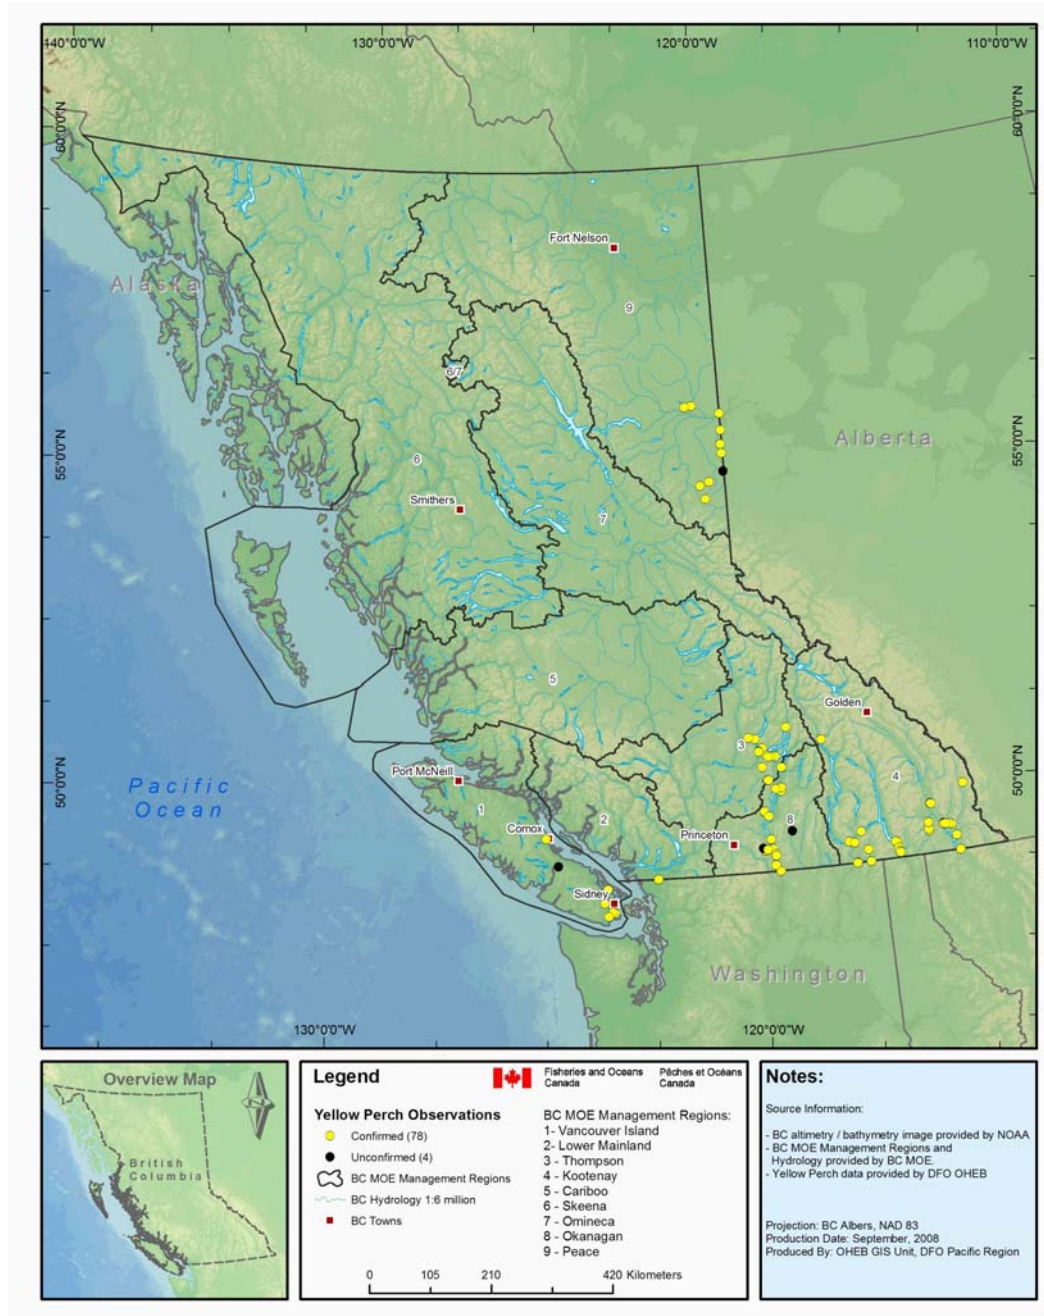 140°0'0"W
130°0'0"W
120°0'0"W
110°0'0"W
60°0'0"N
60°0'0"N
Fort Nelson
Alaska
9
6/7
55°0'0"N
Alberta
55°0'0"N
6
Smithers
7
5
Golden
3
4
Port McNeill
50°0'0"N
50°0'0"N
Pacific
Ocean
1
2
8
Comox
Princeton
Sidney
Washington
130°0'0"W
120°0'0"W
Overview Map
British
Columbia
Legend
Fisheries and Oceans
Canada
Pêches et Océans
Canada
Yellow Perch Observations
Confirmed (78)
Unconfirmed (4)
BC MOE Management Regions
BC Hydrology 1:6 million
BC Towns
BC MOE Management Regions:
1- Vancouver Island
2- Lower Mainland
3 - Thompson
4 - Kootenay
5 - Cariboo
6 - Skeena
7 - Omineca
8 - Okanagan
9 - Peace
0 105 210 420 Kilometers
Notes:
Source Information:
- BC altimetry / bathymetry image provided by NOAA
- BC MOE Management Regions and
Hydrology provided by BC MOE.
- Yellow Perch data provided by DFO OHEB
Projection: BC Albers, NAD 83
Production Date: September, 2008
Produced By: OHEB GIS Unit, DFO Pacific Region